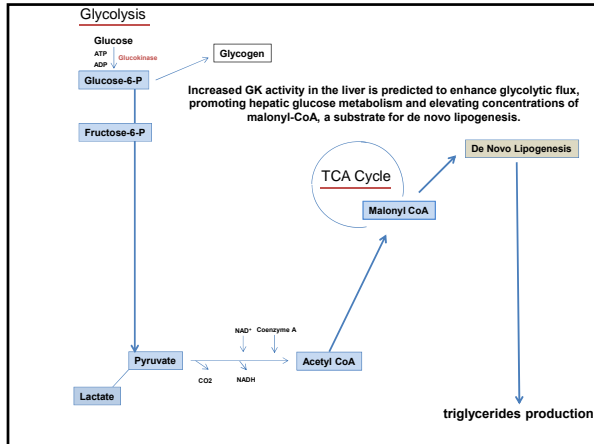 Glycolysis
Glucose
ATP
Glucokinase
ADP
Glucose-6-P
Glycogen
Increased GK activity in the liver is predicted to enhance glycolytic flux,
promoting hepatic glucose metabolism and elevating concentrations of
malonyl-CoA, a substrate for de novo lipogenesis.
Fructose-6-P
De Novo Lipogenesis
TCA Cycle
Malonyl CoA
NAD⁺ Coenzyme A
Pyruvate
Acetyl CoA
CO2
NADH
Lactate
triglycerides production